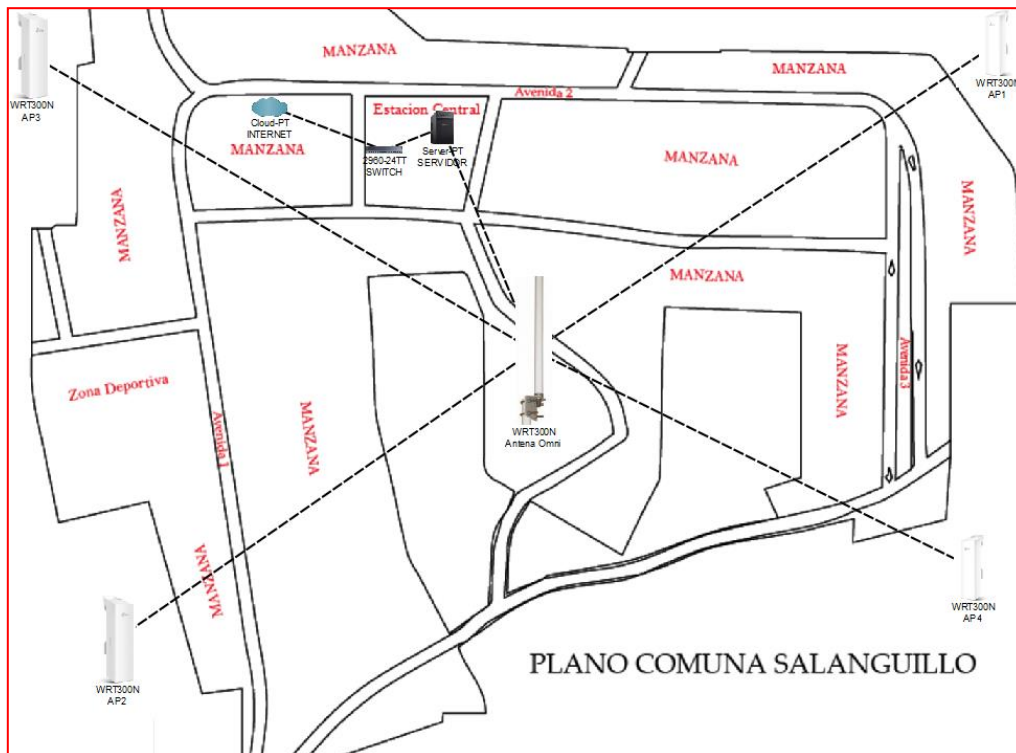 WRT300N
AP3
MANZANA
MANZANA
WRT300N
AP1
Avenida 2
Estacion Central
Cloud-PT
INTERNET
MANZANA
2960-24TT
SWITCH
Server-PT
SERVIDOR
MANZANA
MANZANA
MANZANA
MANZANA
Zona Deportiva
Avenida 1
MANZANA
WRT300N
Antena Omni
MANZANA
Avenida 3
MANZANA
WRT300N
AP2
WRT300N
AP4
PLANO COMUNA SALANGUILLO